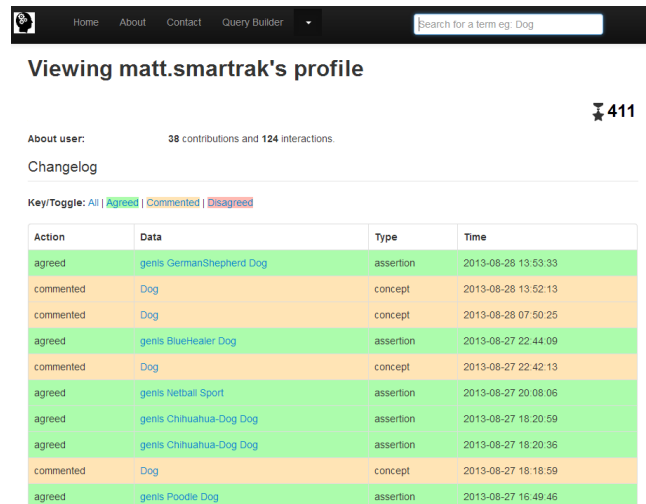 Home About Contact Query Builder Search for a term eg: Dog
Viewing matt.smartrak's profile
411
About user: 38 contributions and 124 interactions.
Changelog
Key/Toggle: All | Agreed | Commented | Disagreed
Action Data Type Time
agreed genls GermanShepherd Dog assertion 2013-08-28 13:53:33
commented Dog concept 2013-08-28 13:52:13
commented Dog concept 2013-08-28 07:50:25
agreed genls BlueHealer Dog assertion 2013-08-27 22:44:09
commented Dog concept 2013-08-27 22:42:13
agreed genls Netball Sport assertion 2013-08-27 20:08:06
agreed genls Chihuahua-Dog Dog assertion 2013-08-27 18:20:59
agreed genls Chihuahua-Dog Dog assertion 2013-08-27 18:20:36
commented Dog concept 2013-08-27 18:18:59
agreed genls Poodle Dog assertion 2013-08-27 16:49:46